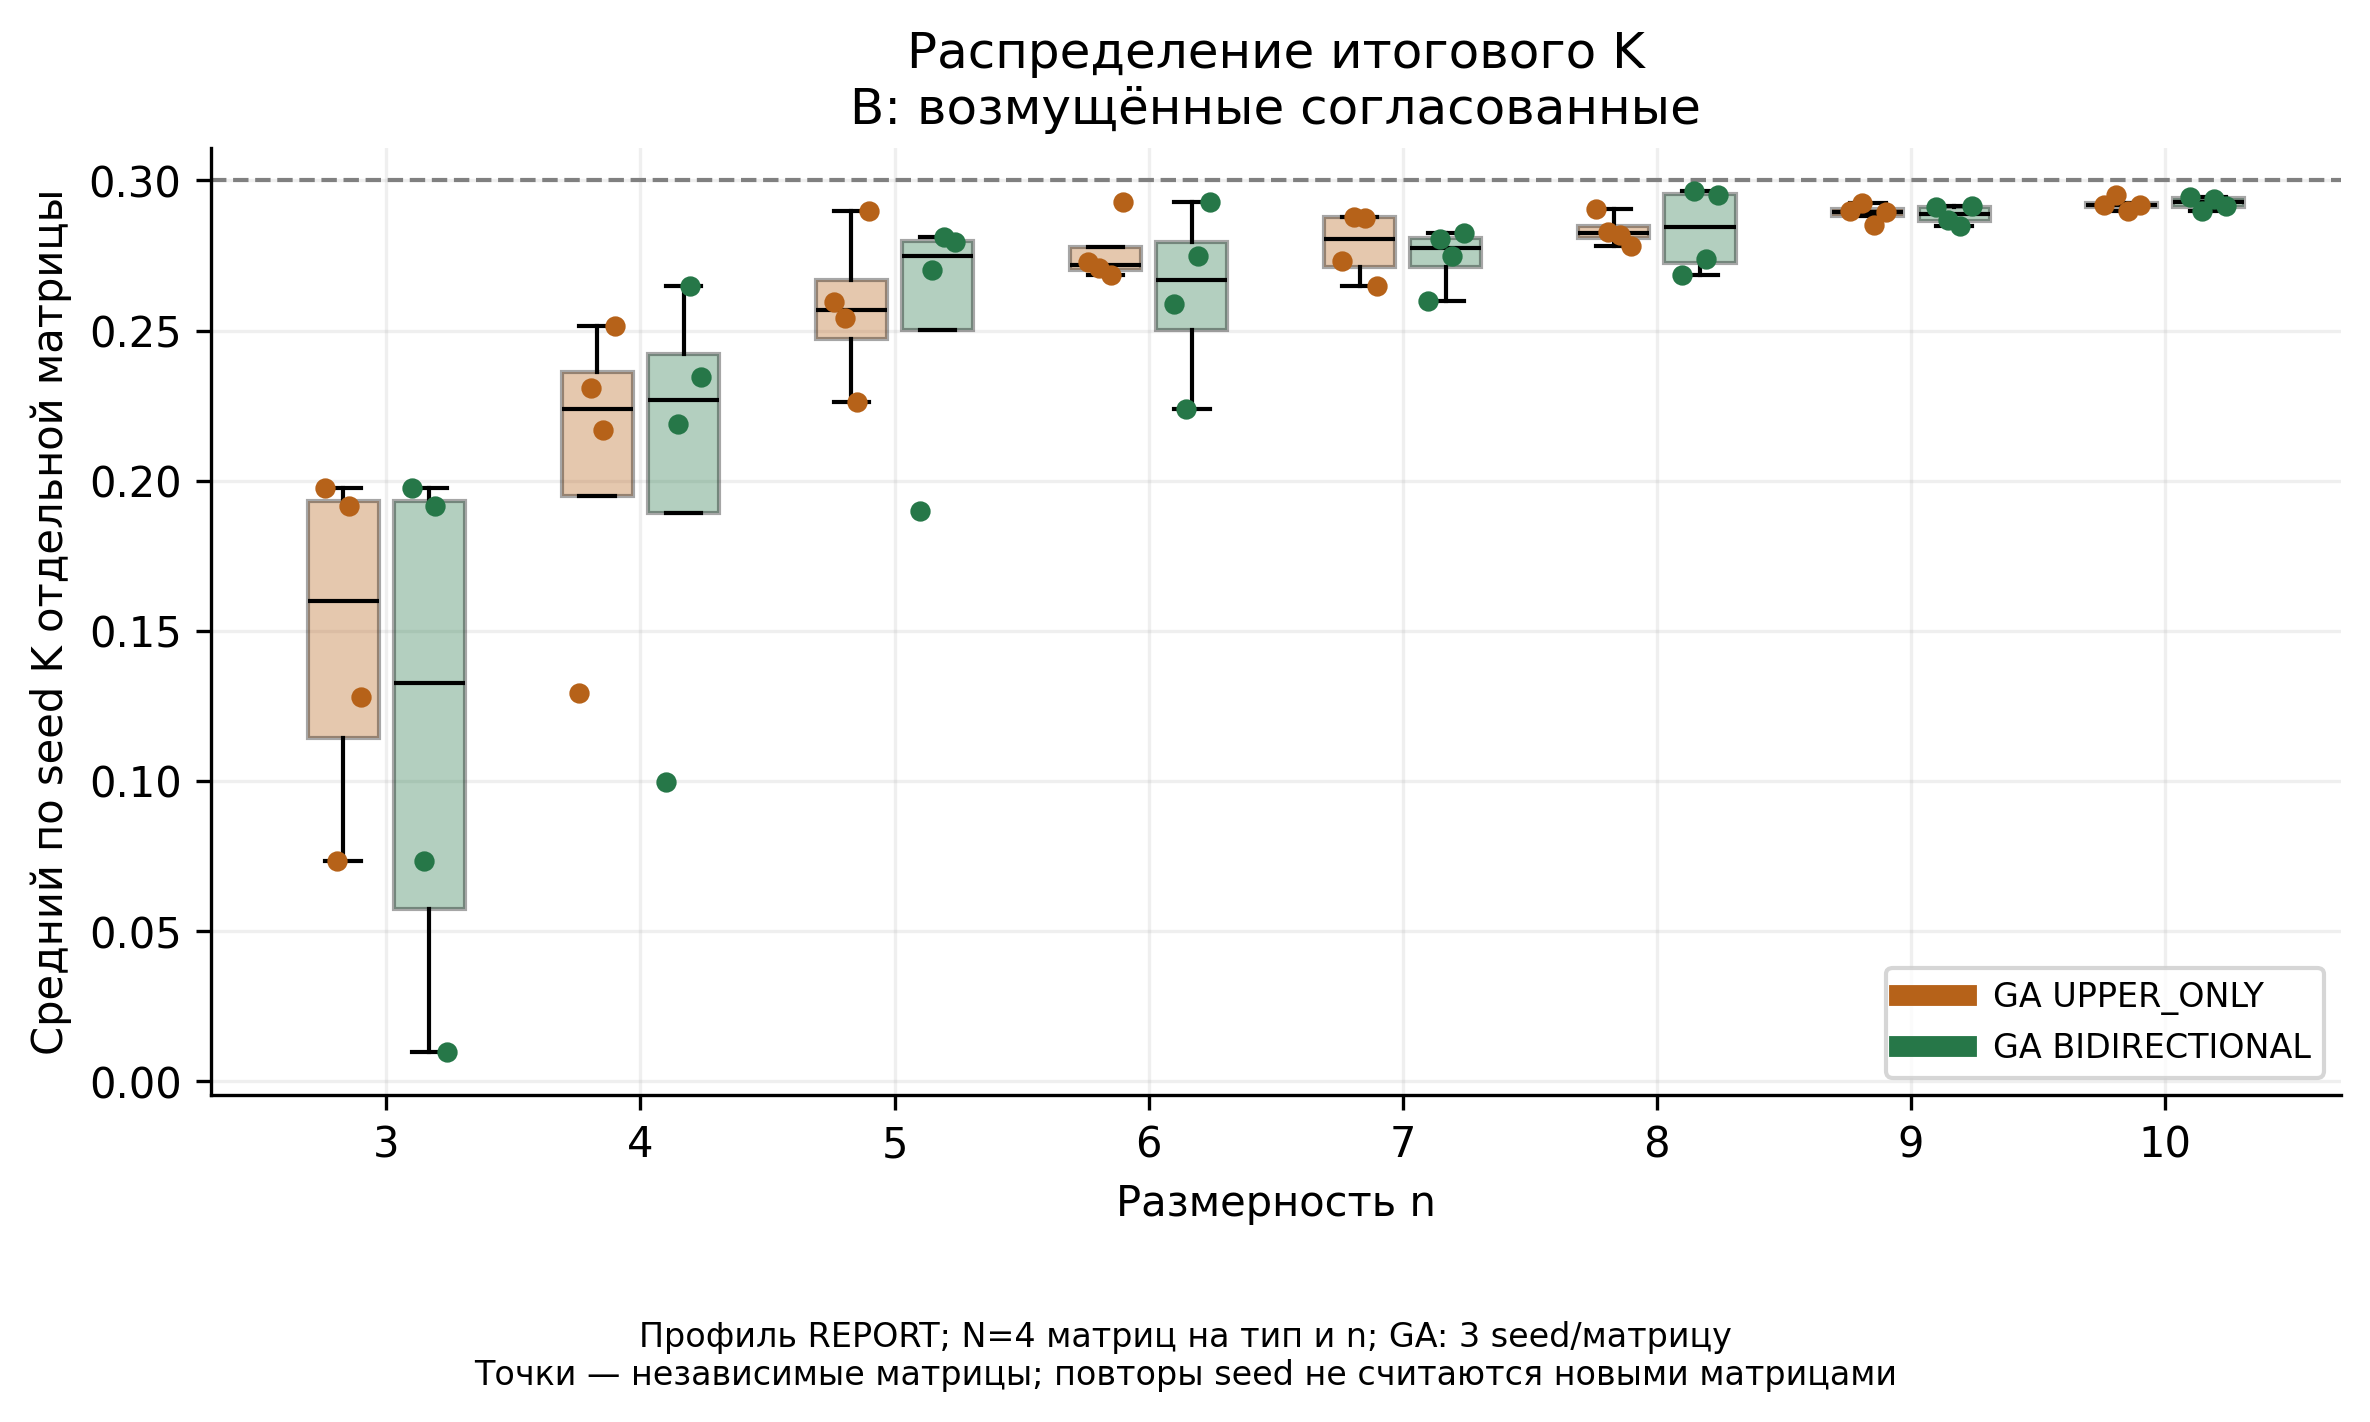 Распределение итогового K
B: возмущённые согласованные
Средний по seed K отдельной матрицы
0.30
0.25
0.20
0.15
0.10
0.05
0.00
GA UPPER_ONLY
GA BIDIRECTIONAL
3 4 5 6 7 8 9 10
Размерность n
Профиль REPORT; N=4 матриц на тип и n; GA: 3 seed/матрицу
Точки — независимые матрицы; повторы seed не считаются новыми матрицами